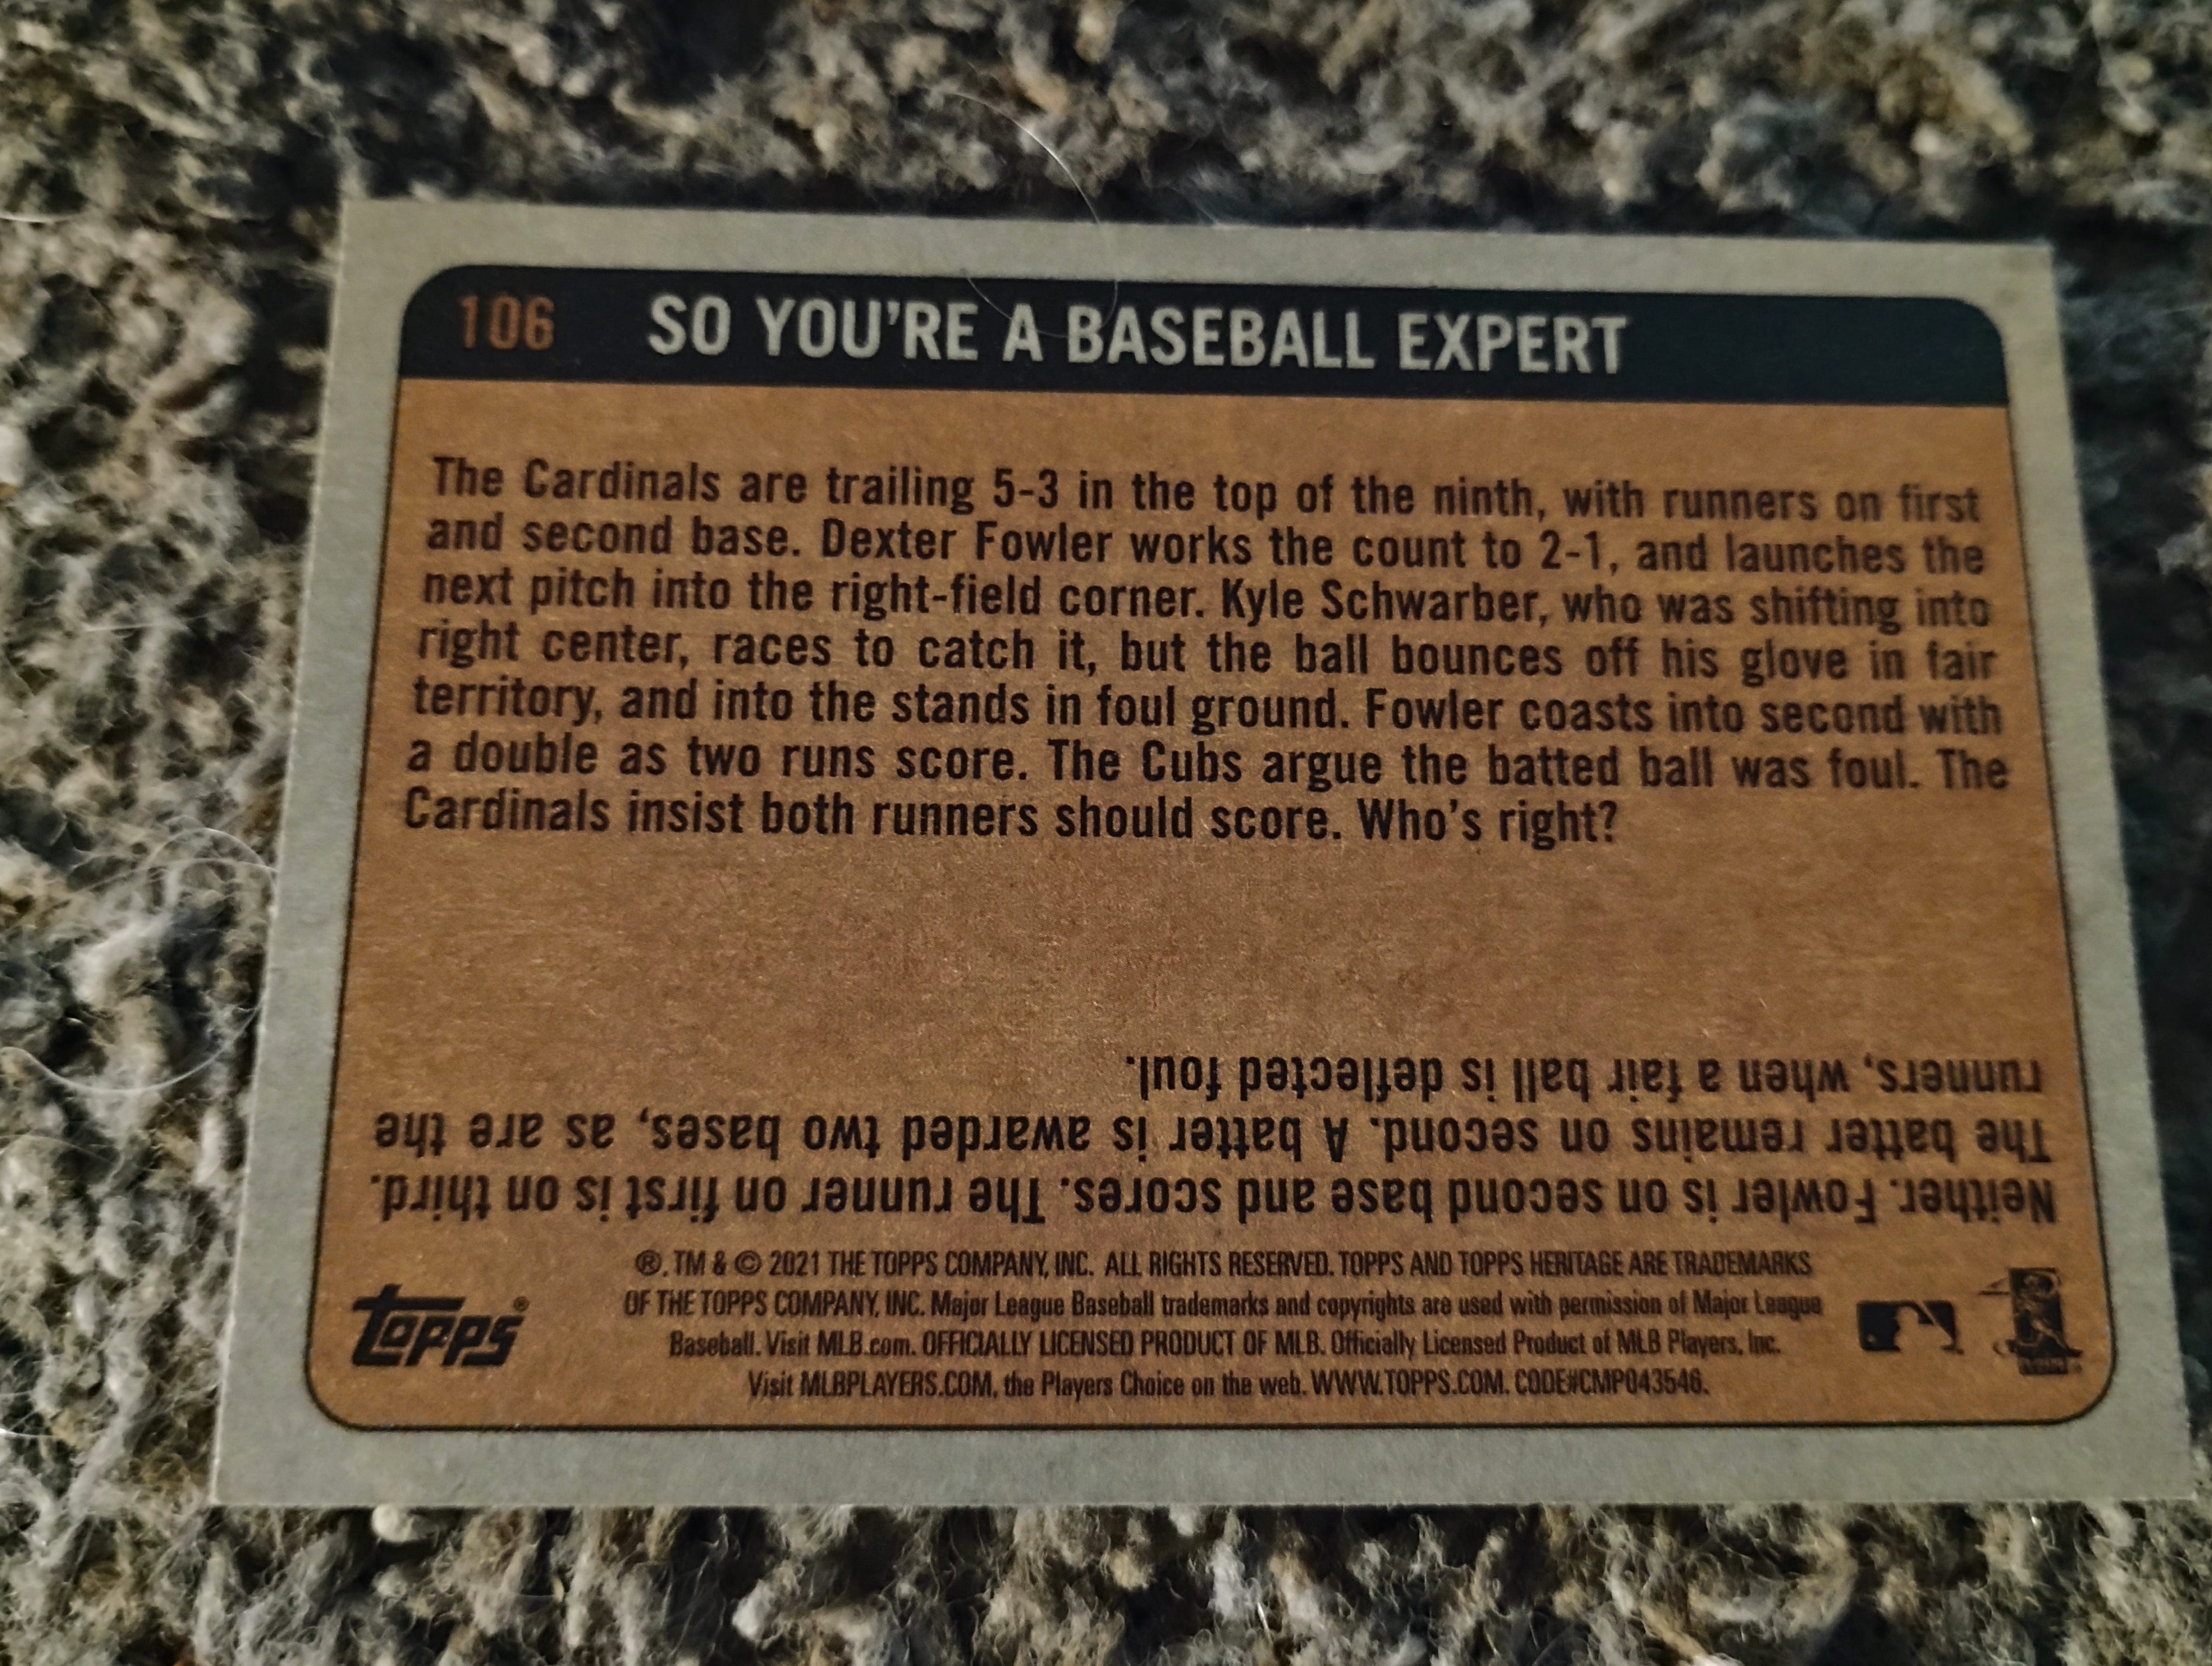 106 SO YOU'RE A BASEBALL EXPERT
The Cardinals are trailing 5-3 in the top of the ninth, with runners on first
and second base. Dexter Fowler works the count to 2-1, and launches the
next pitch into the right-field corner. Kyle Schwarber, who was shifting into
right center, races to catch it, but the ball bounces off his glove in fair
territory, and into the stands in foul ground. Fowler coasts into second with
a double as two runs score. The Cubs argue the batted ball was foul. The
Cardinals insist both runners should score. Who's right?
Neither. Fowler is on second base and scores. The runner on first is on third.
The batter remains on second. A batter is awarded two bases, as are the
runners, when a fair ball is deflected foul.
®, TM & © 2021 THE TOPPS COMPANY, INC. ALL RIGHTS RESERVED. TOPPS AND TOPPS HERITAGE ARE TRADEMARKS
OF THE TOPPS COMPANY, INC. Major League Baseball trademarks and copyrights are used with permission of Major League
Baseball. Visit MLB.com. OFFICIALLY LICENSED PRODUCT OF MLB. Officially Licensed Product of MLB Players, Inc.
Visit MLBPLAYERS.COM, the Players Choice on the web. WWW.TOPPS.COM. CODE#CMP043546.
Topps®